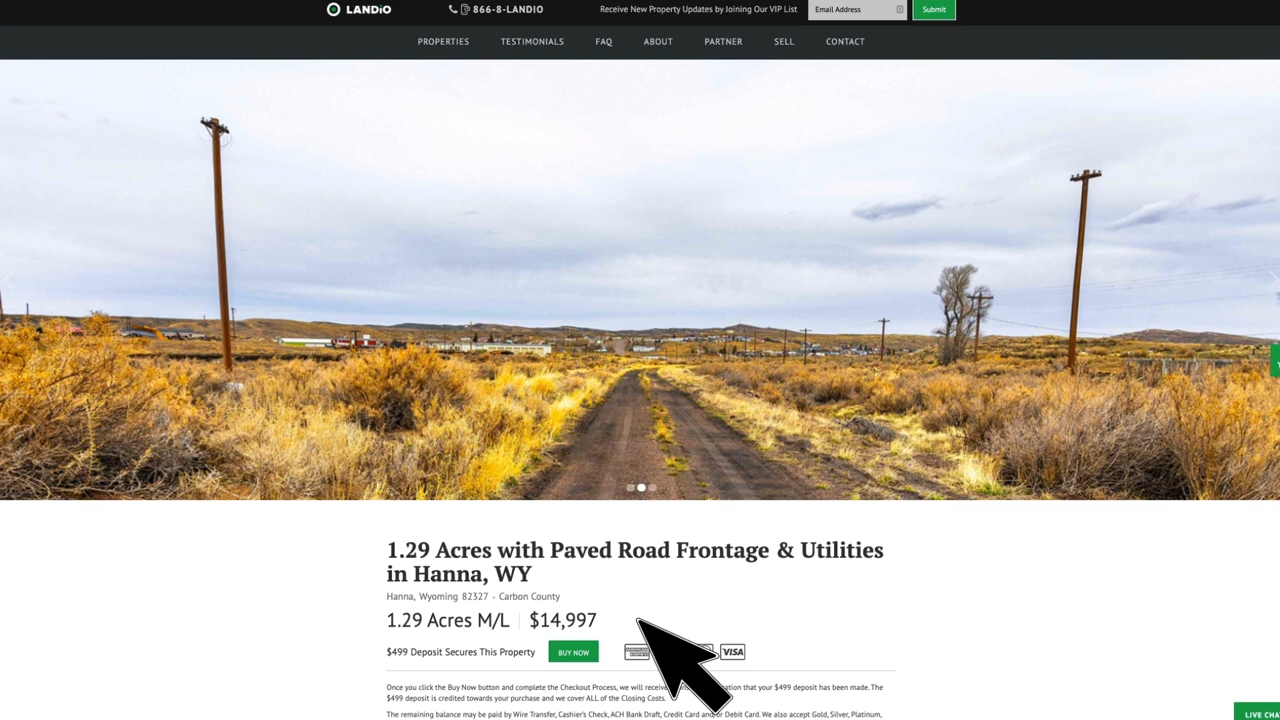 LANDiO
866-8-LANDIO
Receive New Property Updates by Joining Our VIP List
Email Address
Submit
PROPERTIES TESTIMONIALS FAQ ABOUT PARTNER SELL CONTACT
1.29 Acres with Paved Road Frontage & Utilities
in Hanna, WY
Hanna, Wyoming 82327 - Carbon County
1.29 Acres M/L $14,997
$499 Deposit Secures This Property BUY NOW VISA
Once you click the Buy Now button and complete the Checkout Process, we will receive that your $499 deposit has been made. The
$499 deposit is credited towards your purchase and we cover ALL of the Closing Costs.
The remaining balance may be paid by Wire Transfer, Cashier's Check, ACH Bank Draft, Credit Card and/or Debit Card. We also accept Gold, Silver, Platinum,
LIVE CHA